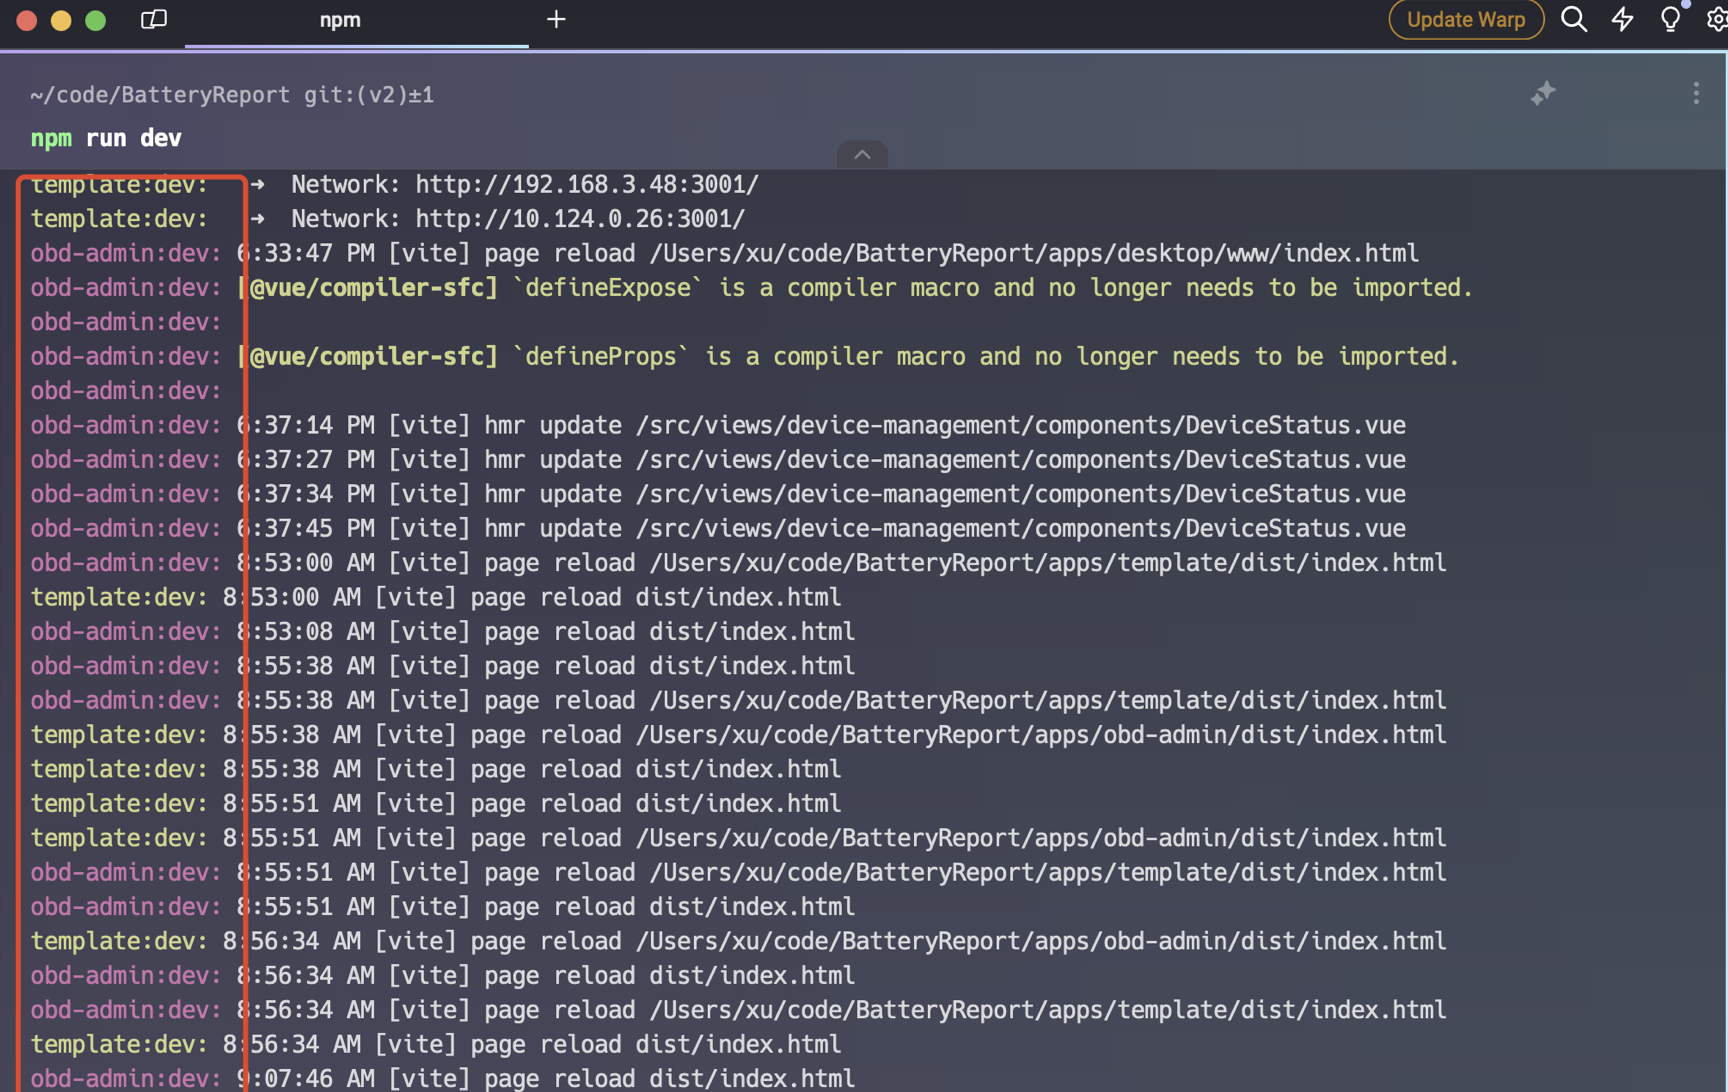 npm
Update Warp
~/code/BatteryReport git:(v2)±1
npm run dev
template:dev: ➜ Network: http://192.168.3.48:3001/
template:dev: ➜ Network: http://10.124.0.26:3001/
obd-admin:dev: 6:33:47 PM [vite] page reload /Users/xu/code/BatteryReport/apps/desktop/www/index.html
obd-admin:dev: [@vue/compiler-sfc] `defineExpose` is a compiler macro and no longer needs to be imported.
obd-admin:dev:
obd-admin:dev: [@vue/compiler-sfc] `defineProps` is a compiler macro and no longer needs to be imported.
obd-admin:dev:
obd-admin:dev: 6:37:14 PM [vite] hmr update /src/views/device-management/components/DeviceStatus.vue
obd-admin:dev: 6:37:27 PM [vite] hmr update /src/views/device-management/components/DeviceStatus.vue
obd-admin:dev: 6:37:34 PM [vite] hmr update /src/views/device-management/components/DeviceStatus.vue
obd-admin:dev: 6:37:45 PM [vite] hmr update /src/views/device-management/components/DeviceStatus.vue
obd-admin:dev: 8:53:00 AM [vite] page reload /Users/xu/code/BatteryReport/apps/template/dist/index.html
template:dev: 8:53:00 AM [vite] page reload dist/index.html
obd-admin:dev: 8:53:08 AM [vite] page reload dist/index.html
obd-admin:dev: 8:55:38 AM [vite] page reload dist/index.html
obd-admin:dev: 8:55:38 AM [vite] page reload /Users/xu/code/BatteryReport/apps/template/dist/index.html
template:dev: 8:55:38 AM [vite] page reload /Users/xu/code/BatteryReport/apps/obd-admin/dist/index.html
template:dev: 8:55:38 AM [vite] page reload dist/index.html
template:dev: 8:55:51 AM [vite] page reload dist/index.html
template:dev: 8:55:51 AM [vite] page reload /Users/xu/code/BatteryReport/apps/obd-admin/dist/index.html
obd-admin:dev: 8:55:51 AM [vite] page reload /Users/xu/code/BatteryReport/apps/template/dist/index.html
obd-admin:dev: 8:55:51 AM [vite] page reload dist/index.html
template:dev: 8:56:34 AM [vite] page reload /Users/xu/code/BatteryReport/apps/obd-admin/dist/index.html
obd-admin:dev: 8:56:34 AM [vite] page reload dist/index.html
obd-admin:dev: 8:56:34 AM [vite] page reload /Users/xu/code/BatteryReport/apps/template/dist/index.html
template:dev: 8:56:34 AM [vite] page reload dist/index.html
obd-admin:dev: 9:07:46 AM [vite] page reload dist/index.html